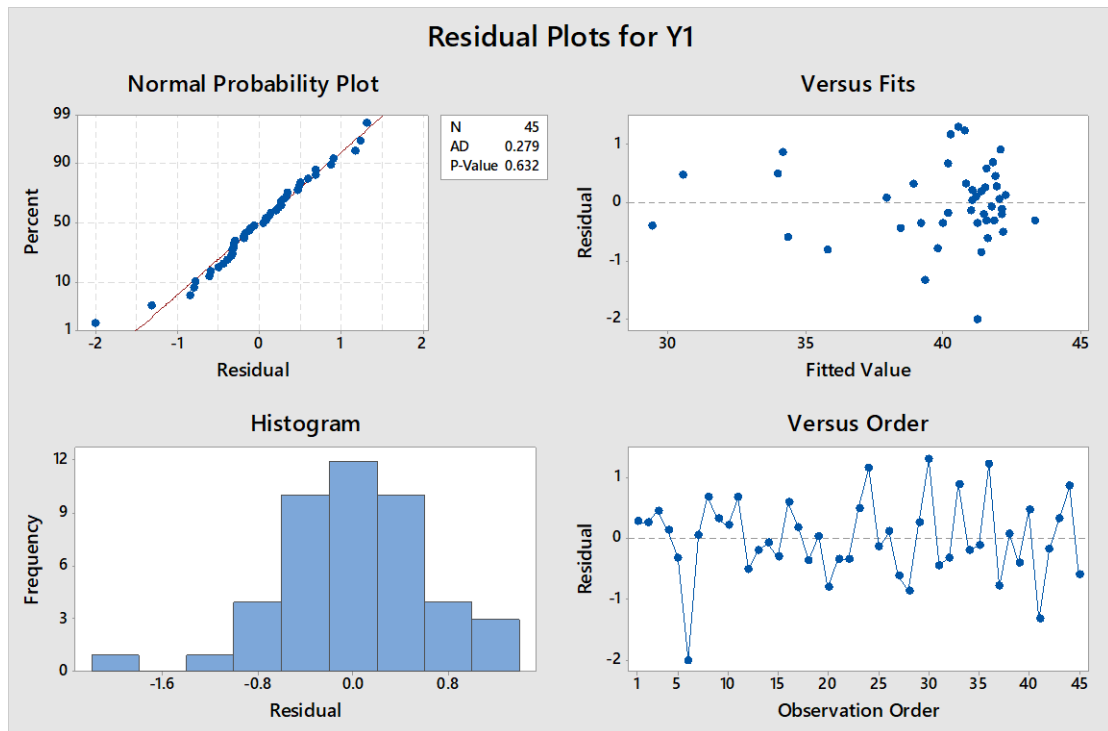 Residual Plots for Y1
Normal Probability Plot
99
90
50
10
1
Percent
-2 -1 0 1 2
Residual
N 45
AD 0.279
P-Value 0.632
Versus Fits
1
0
-1
-2
Residual
30 35 40 45
Fitted Value
Histogram
12
9
6
3
0
Frequency
-1.6 -0.8 0.0 0.8
Residual
Versus Order
1
0
-1
-2
Residual
1 5 10 15 20 25 30 35 40 45
Observation Order